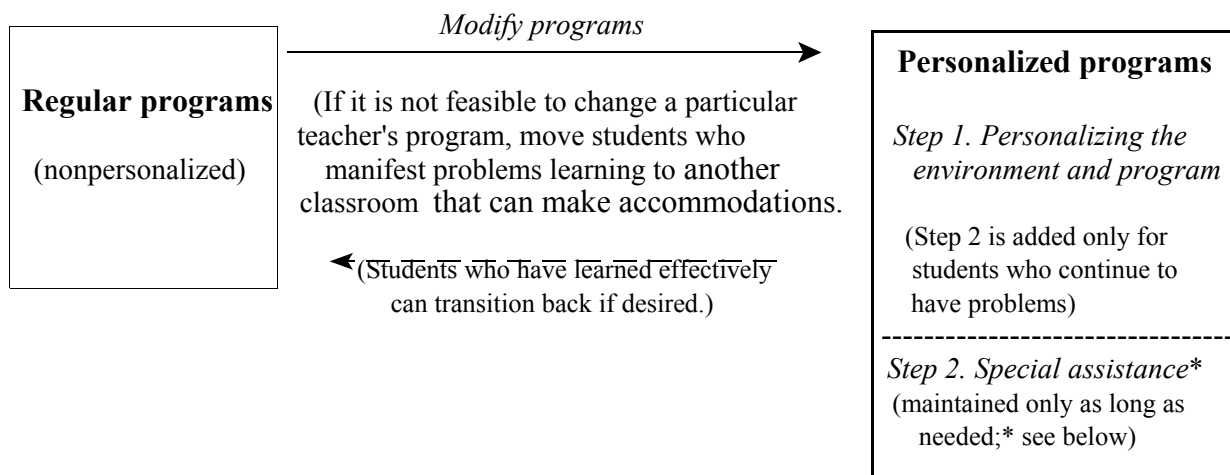 Modify programs
Regular programs
(nonpersonalized)
(If it is not feasible to change a particular
teacher's program, move students who
manifest problems learning to another
classroom that can make accommodations.
(Students who have learned effectively
can transition back if desired.)
Personalized programs
Step 1. Personalizing the
environment and program
(Step 2 is added only for
students who continue to
have problems)
Step 2. Special assistance*
(maintained only as long as
needed;* see below)